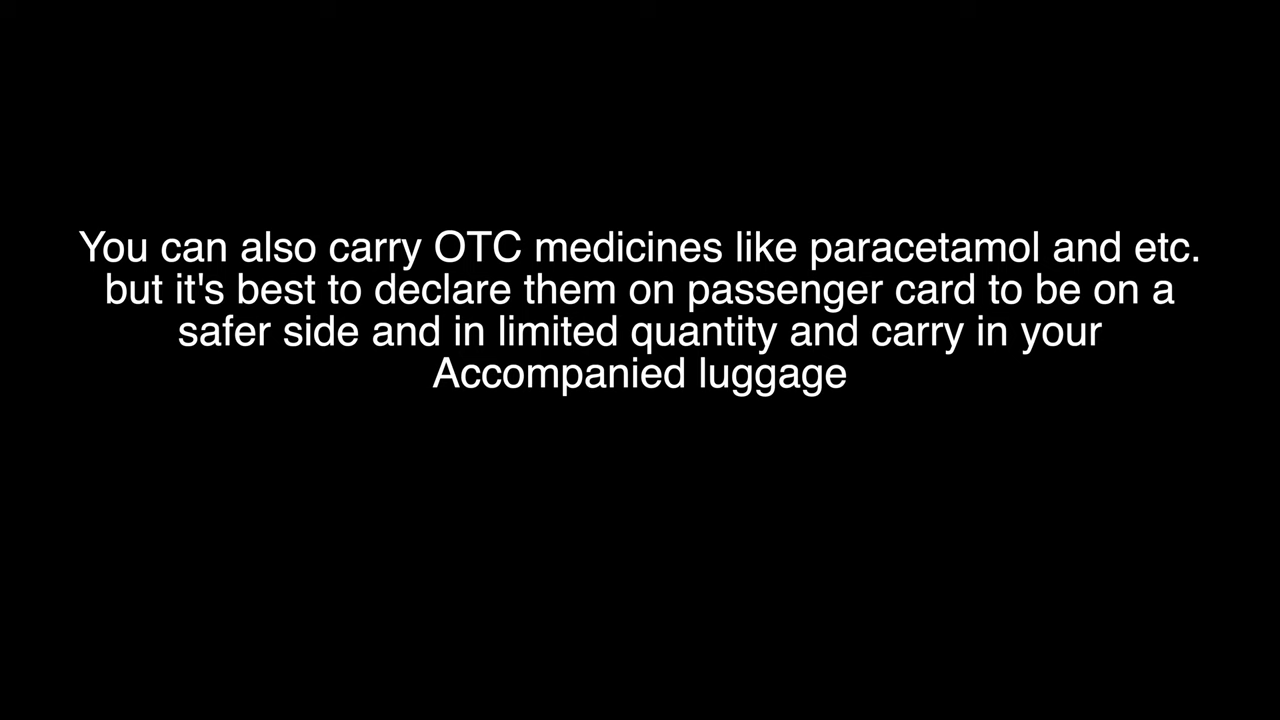 You can also carry OTC medicines like paracetamol and etc.
but it's best to declare them on passenger card to be on a
safer side and in limited quantity and carry in your
Accompanied luggage